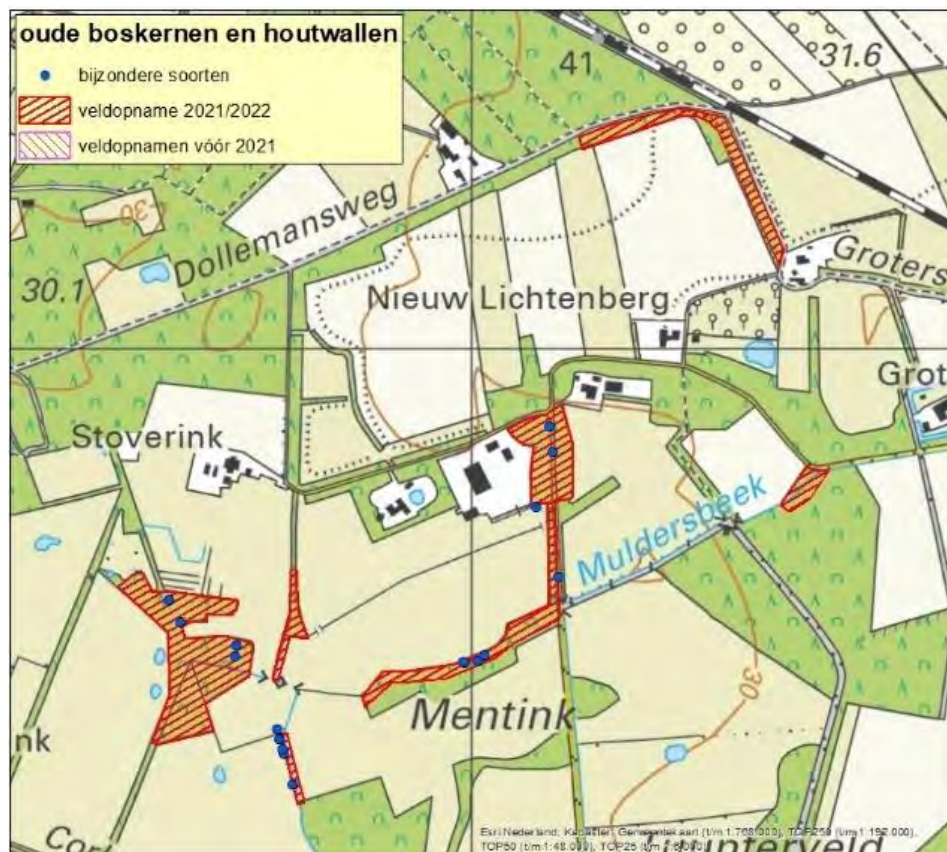 oude boskernen en houtwallen
bijzondere soorten
veldopname 2021/2022
veldopnamen vóór 2021
41
31.6
Dollemansweg
30
30.1
Nieuw Lichtenberg
Groters
Grot
Stoverink
Muldersbeek
30
Mentink
nk
Esri Nederland, Kadaster, Gemeentekaart